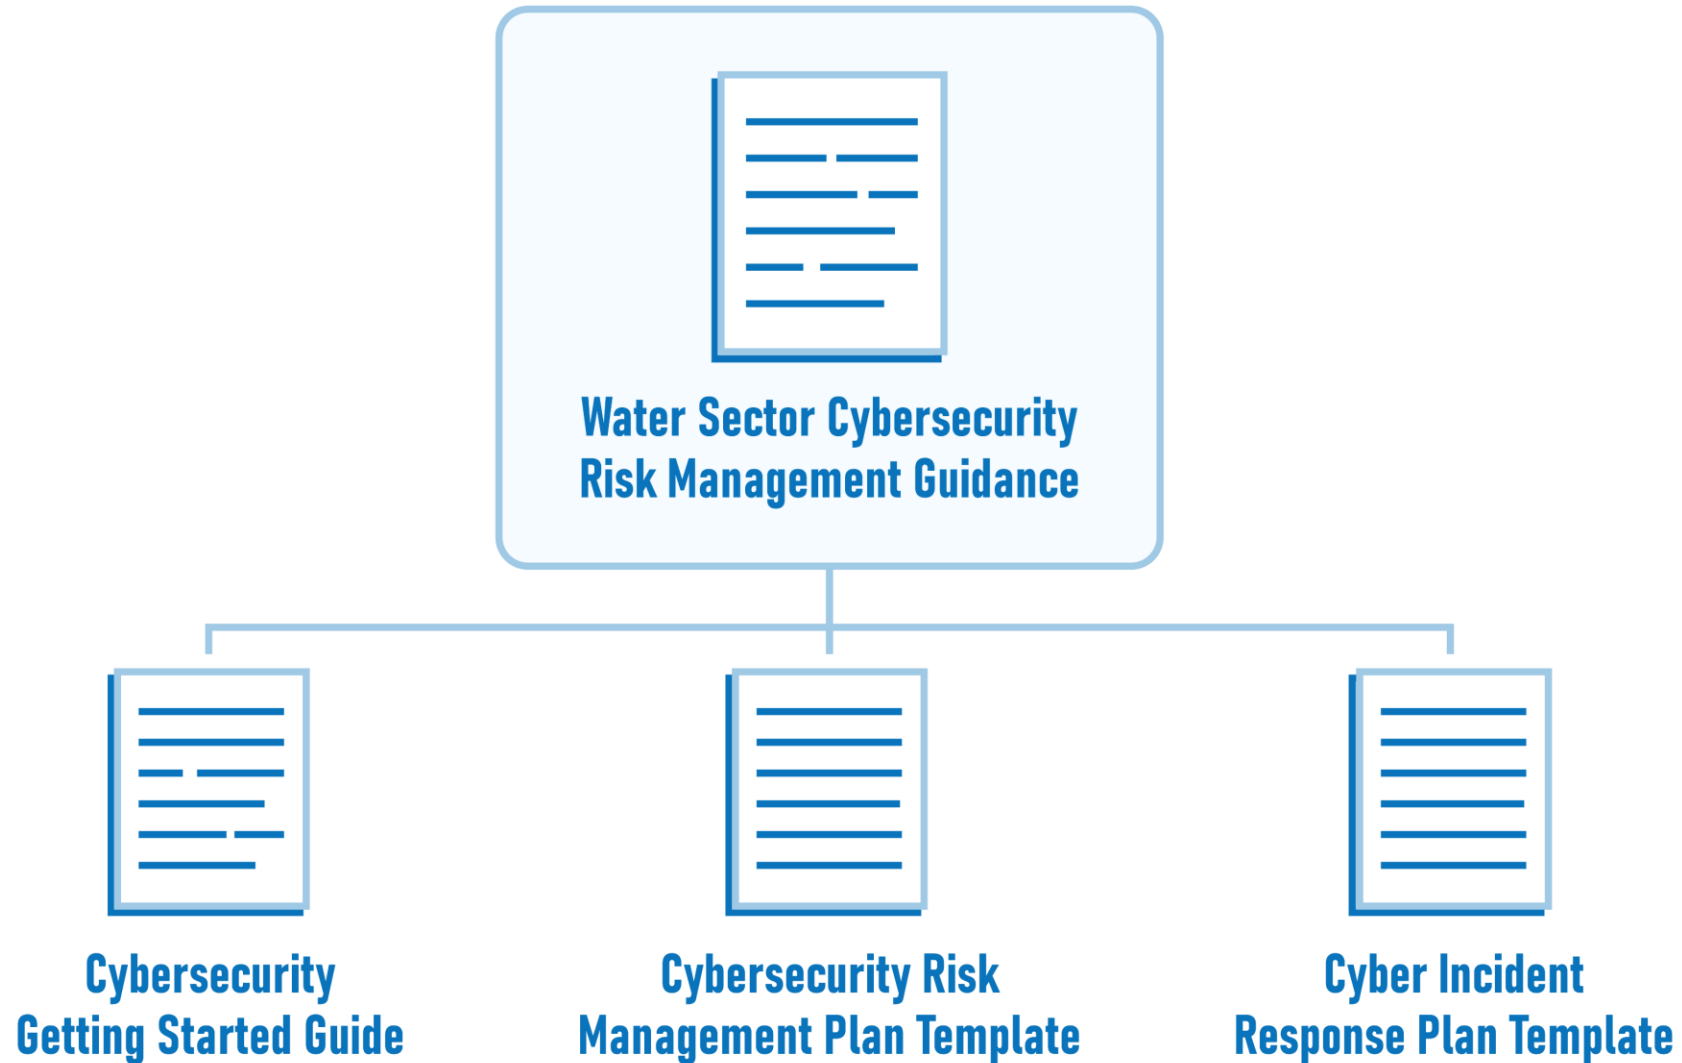 Water Sector Cybersecurity
Risk Management Guidance
Cybersecurity
Getting Started Guide
Cybersecurity Risk
Management Plan Template
Cyber Incident
Response Plan Template